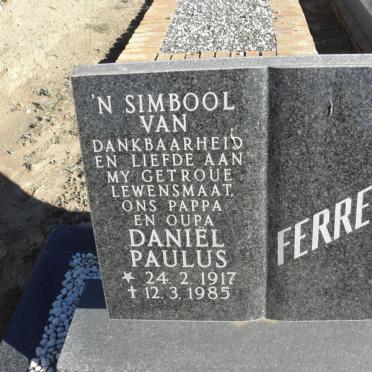 'N SIMBOOL
VAN
DANKBAARHEID
EN LIEFDE AAN
MY GETROUE
LEWENSMAAT,
ONS PAPPA
EN OUPA
DANIËL
PAULUS
* 24. 2. 1917
† 12. 3. 1985
FERRE